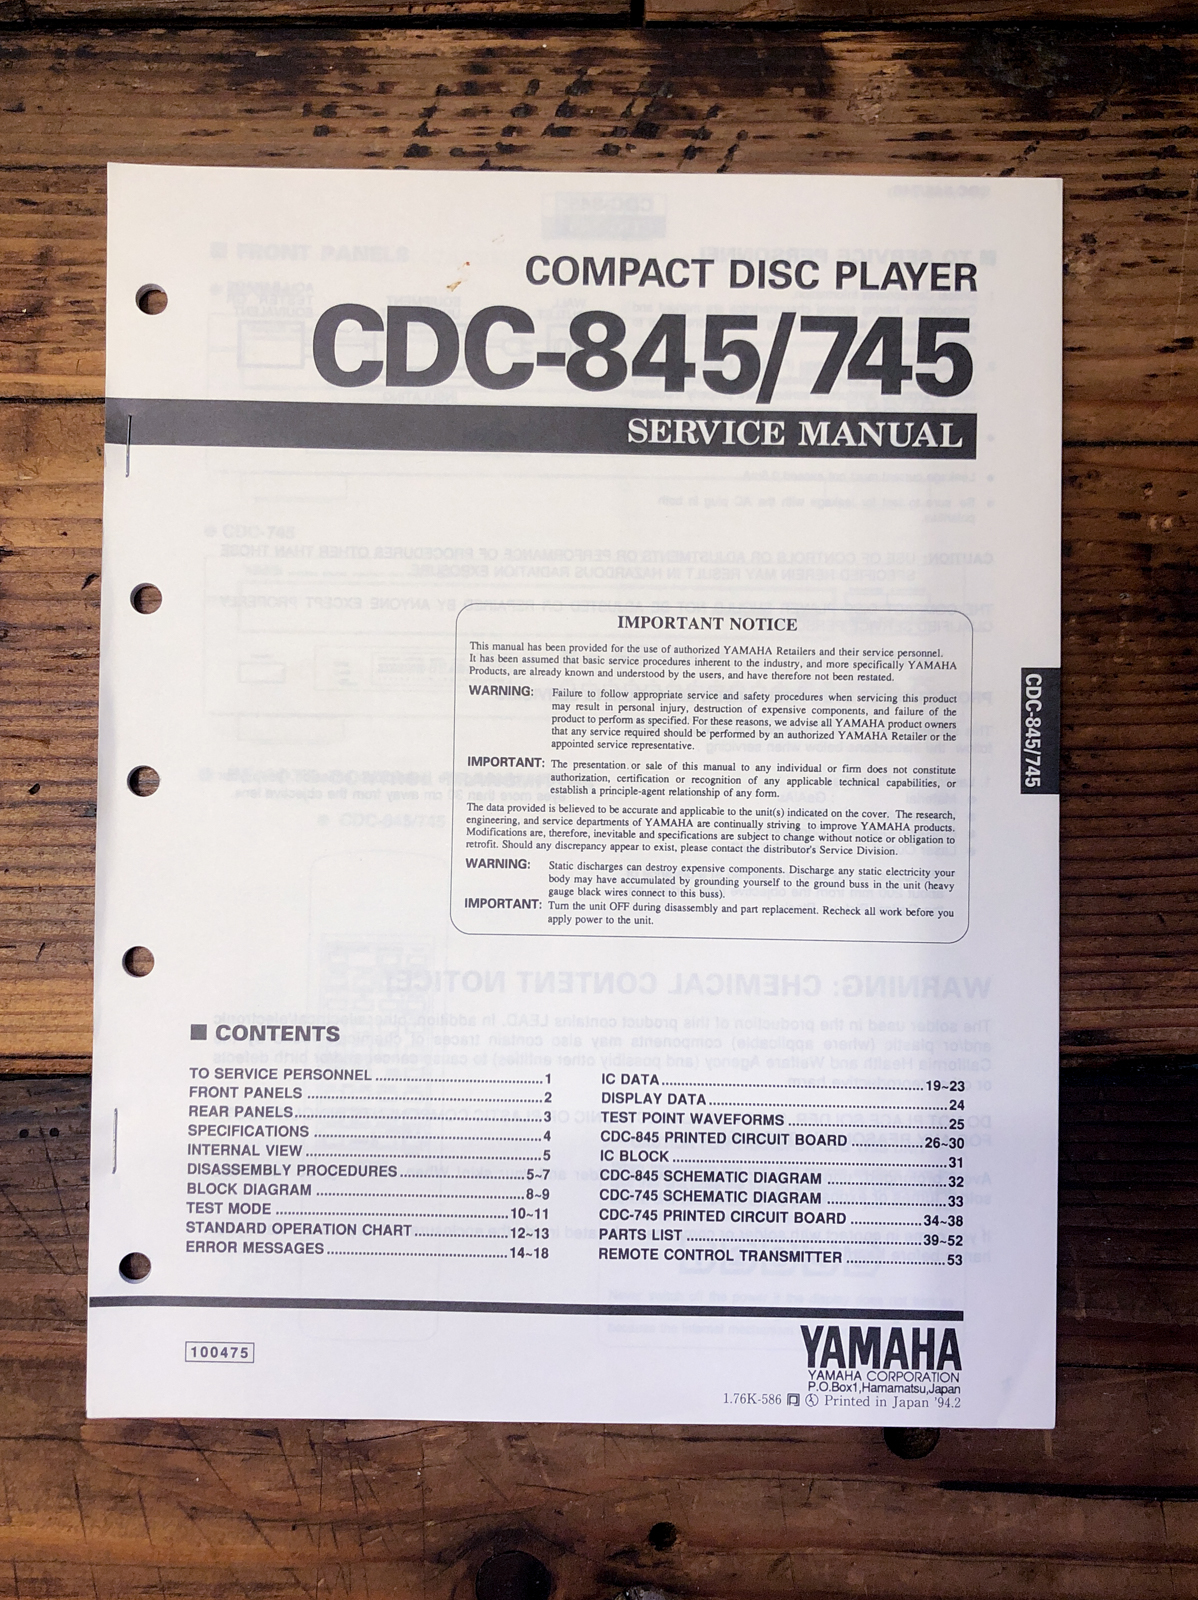 COMPACT DISC PLAYER
CDC-845/745
SERVICE MANUAL
IMPORTANT NOTICE
This manual has been provided for the use of authorized YAMAHA Retailers and their service personnel.
It has been assumed that basic service procedures inherent to the industry, and more specifically YAMAHA
Products, are already known and understood by the users, and have therefore not been restated.
WARNING: Failure to follow appropriate service and safety procedures when servicing this product
may result in personal injury, destruction of expensive components, and failure of the
product to perform as specified. For these reasons, we advise all YAMAHA product owners
that any service required should be performed by an authorized YAMAHA Retailer or the
appointed service representative.
IMPORTANT: The presentation or sale of this manual to any individual or firm does not constitute
authorization, certification or recognition of any applicable technical capabilities, or
establish a principle-agent relationship of any form.
The data provided is believed to be accurate and applicable to the unit(s) indicated on the cover. The research,
engineering, and service departments of YAMAHA are continually striving to improve YAMAHA products.
Modifications are, therefore, inevitable and specifications are subject to change without notice or obligation to
retrofit. Should any discrepancy appear to exist, please contact the distributor's Service Division.
WARNING: Static discharges can destroy expensive components. Discharge any static electricity your
body may have accumulated by grounding yourself to the ground buss in the unit (heavy
gauge black wires connect to this buss).
IMPORTANT: Turn the unit OFF during disassembly and part replacement. Recheck all work before you
apply power to the unit.
CDC-845/745
■ CONTENTS
TO SERVICE PERSONNEL ........ 1
FRONT PANELS ........ 2
REAR PANELS ........ 3
SPECIFICATIONS ........ 4
INTERNAL VIEW ........ 5
DISASSEMBLY PROCEDURES ........ 5~7
BLOCK DIAGRAM ........ 8~9
TEST MODE ........ 10~11
STANDARD OPERATION CHART ........ 12~13
ERROR MESSAGES ........ 14~18
IC DATA ........ 19~23
DISPLAY DATA ........ 24
TEST POINT WAVEFORMS ........ 25
CDC-845 PRINTED CIRCUIT BOARD ........ 26~30
IC BLOCK ........ 31
CDC-845 SCHEMATIC DIAGRAM ........ 32
CDC-745 SCHEMATIC DIAGRAM ........ 33
CDC-745 PRINTED CIRCUIT BOARD ........ 34~38
PARTS LIST ........ 39~52
REMOTE CONTROL TRANSMITTER ........ 53
100475
YAMAHA
YAMAHA CORPORATION
P.O.Box1,Hamamatsu,Japan
1.76K-586 Printed in Japan '94.2